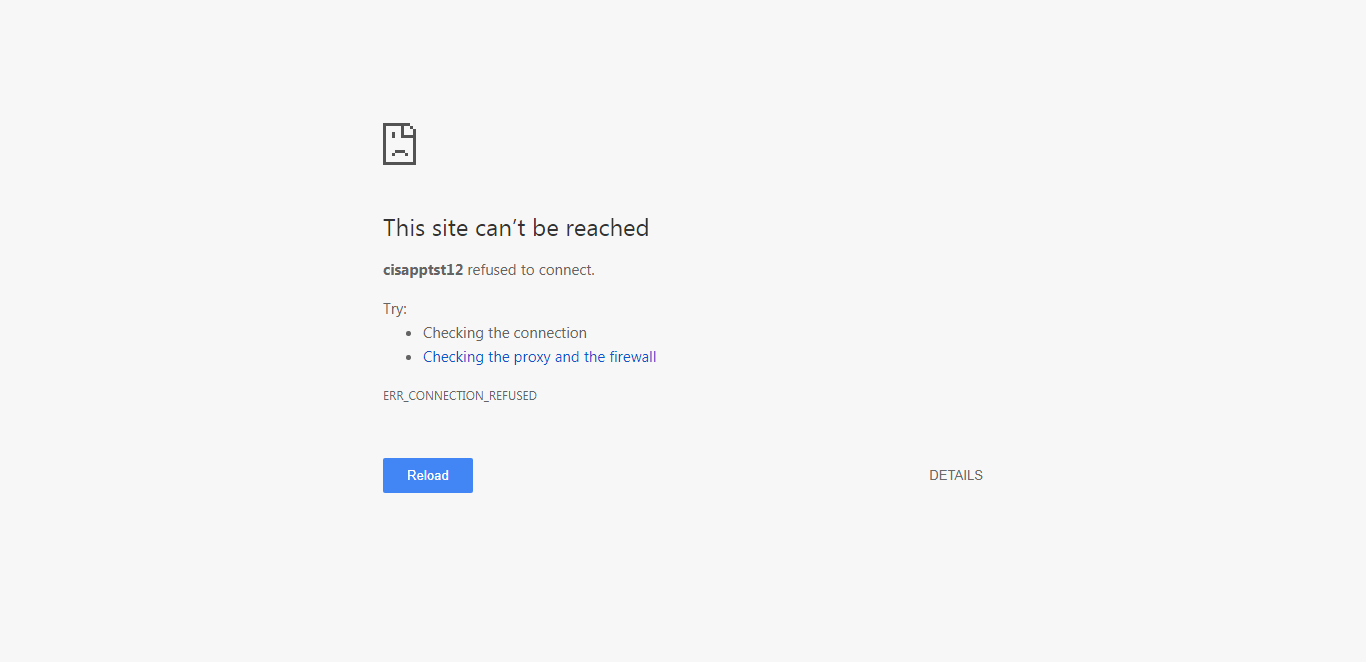 This site can’t be reached
cisapptst12 refused to connect.
Try:
Checking the connection
Checking the proxy and the firewall
ERR_CONNECTION_REFUSED
Reload
DETAILS